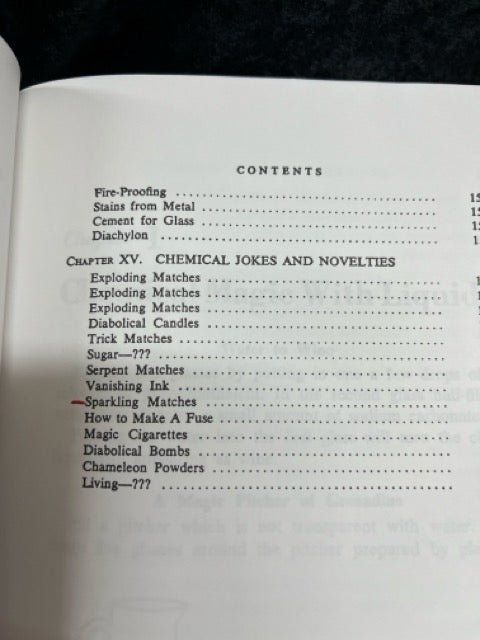 CONTENTS
Fire-Proofing ........................................
Stains from Metal ....................................
Cement for Glass .....................................
Diachylon ............................................
CHAPTER XV. CHEMICAL JOKES AND NOVELTIES
Exploding Matches ....................................
Exploding Matches ....................................
Exploding Matches ....................................
Diabolical Candles ...................................
Trick Matches ........................................
Sugar—??? ............................................
Serpent Matches ......................................
Vanishing Ink ........................................
Sparkling Matches ....................................
How to Make A Fuse ...................................
Magic Cigarettes .....................................
Diabolical Bombs .....................................
Chameleon Powders ....................................
Living—??? ...........................................